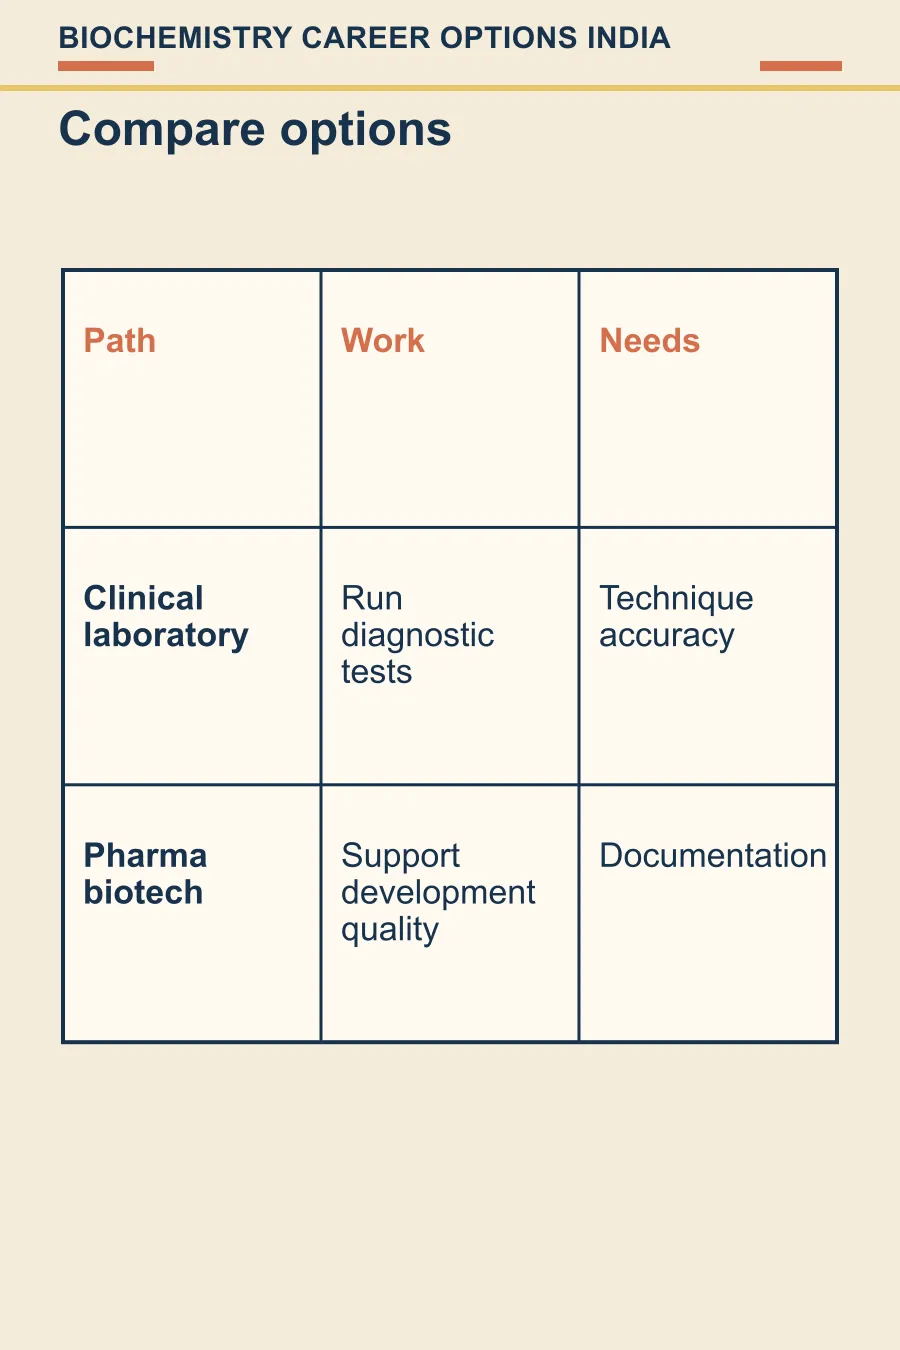 BIOCHEMISTRY CAREER OPTIONS INDIA
Compare options
Path
Work
Needs
Clinical
laboratory
Run
diagnostic
tests
Technique
accuracy
Pharma
biotech
Support
development
quality
Documentation